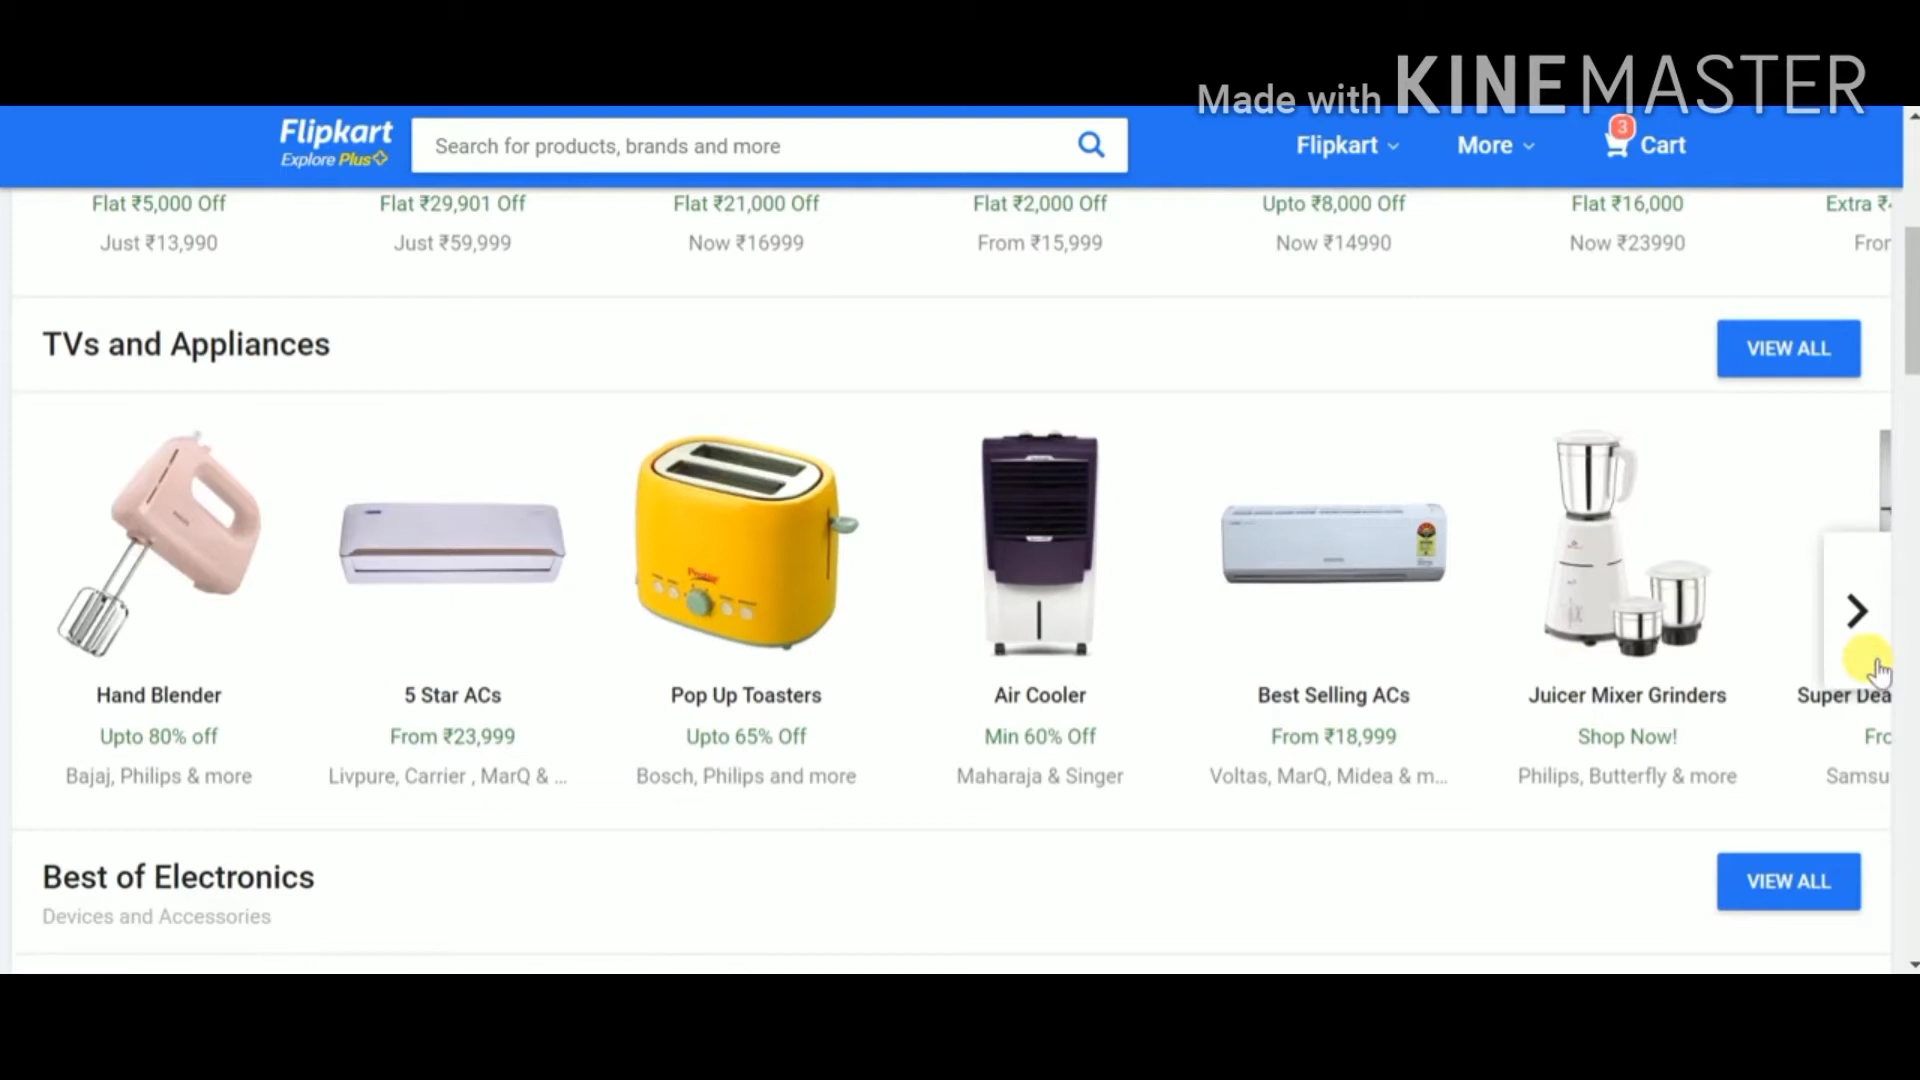 Made with KINEMASTER
Flipkart
Explore Plus
Search for products, brands and more
Flipkart
More
3
Cart
Flat ₹5,000 Off
Flat ₹29,901 Off
Flat ₹21,000 Off
Flat ₹2,000 Off
Upto ₹8,000 Off
Flat ₹16,000
Extra
Just ₹13,990
Just ₹59,999
Now ₹16999
From ₹15,999
Now ₹14990
Now ₹23990
TVs and Appliances
VIEW ALL
Prestige
Hand Blender
5 Star ACs
Pop Up Toasters
Air Cooler
Best Selling ACs
Juicer Mixer Grinders
Super Dea
Upto 80% off
From ₹23,999
Upto 65% Off
Min 60% Off
From ₹18,999
Shop Now!
Fro
Bajaj, Philips & more
Livpure, Carrier , MarQ & ...
Bosch, Philips and more
Maharaja & Singer
Voltas, MarQ, Midea & m...
Philips, Butterfly & more
Samsu
Best of Electronics
VIEW ALL
Devices and Accessories